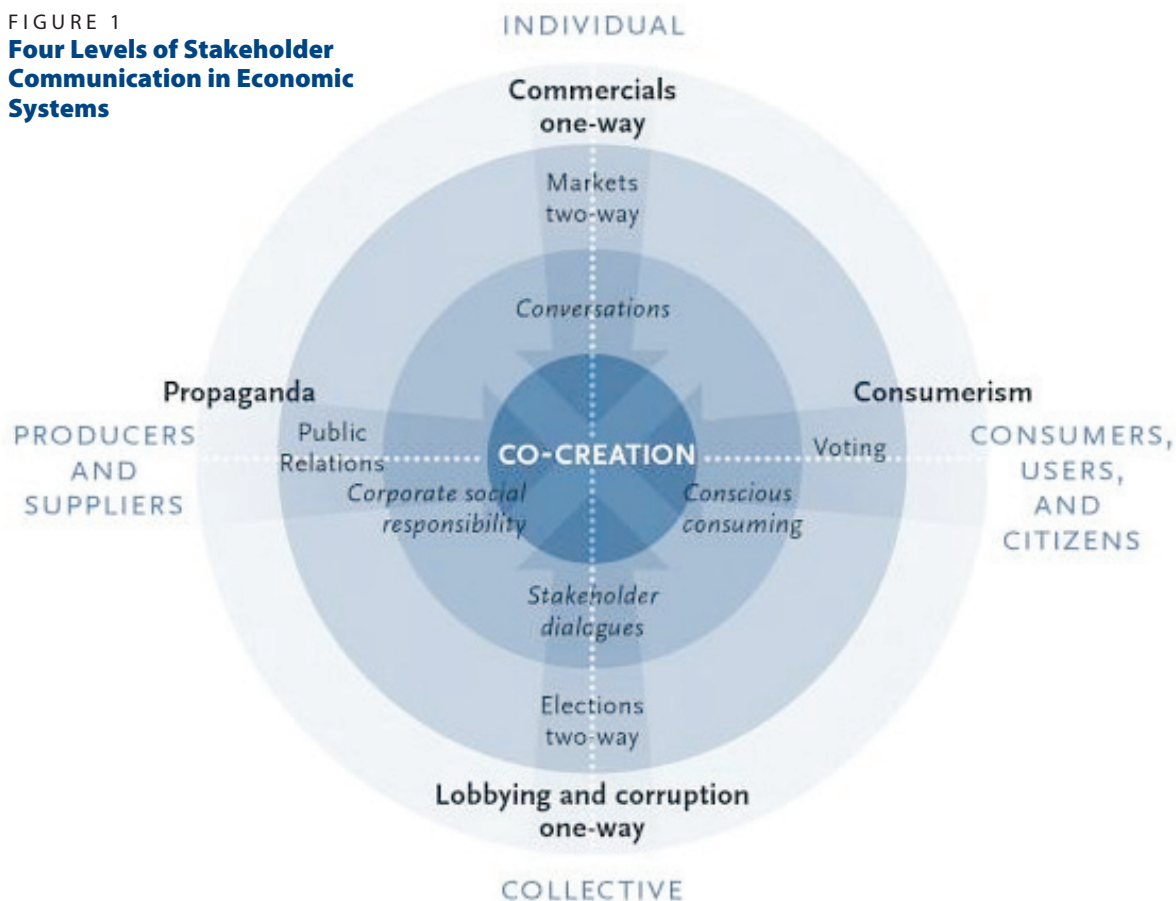 FIGURE 1
Four Levels of Stakeholder
Communication in Economic
Systems
INDIVIDUAL
Commercials
one-way
Markets
two-way
Conversations
Propaganda
Consumerism
PRODUCERS
AND
SUPPLIERS
Public
Relations
CO-CREATION
Voting
CONSUMERS,
USERS,
AND
CITIZENS
Corporate social
responsibility
Conscious
consuming
Stakeholder
dialogues
Elections
two-way
Lobbying and corruption
one-way
COLLECTIVE